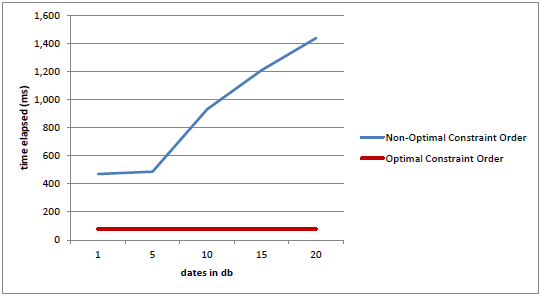 1,600
1,400
1,200
1,000
800
600
400
200
0
time elapsed (ms)
1 5 10 15 20
dates in db
Non-Optimal Constraint Order
Optimal Constraint Order